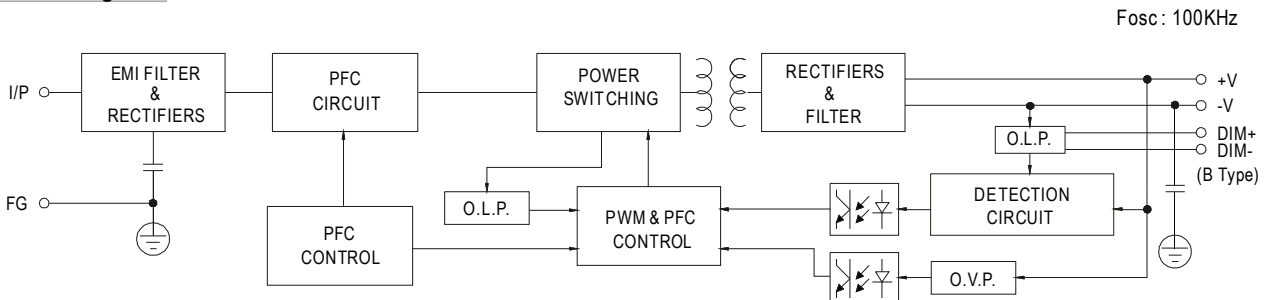 Fosc : 100KHz
I/P
EMI FILTER
&
RECTIFIERS
PFC
CIRCUIT
POWER
SWITCHING
RECTIFIERS
&
FILTER
+V
-V
DIM+
DIM-
(B Type)
O.L.P.
FG
O.L.P.
PFC
CONTROL
PWM & PFC
CONTROL
DETECTION
CIRCUIT
O.V.P.